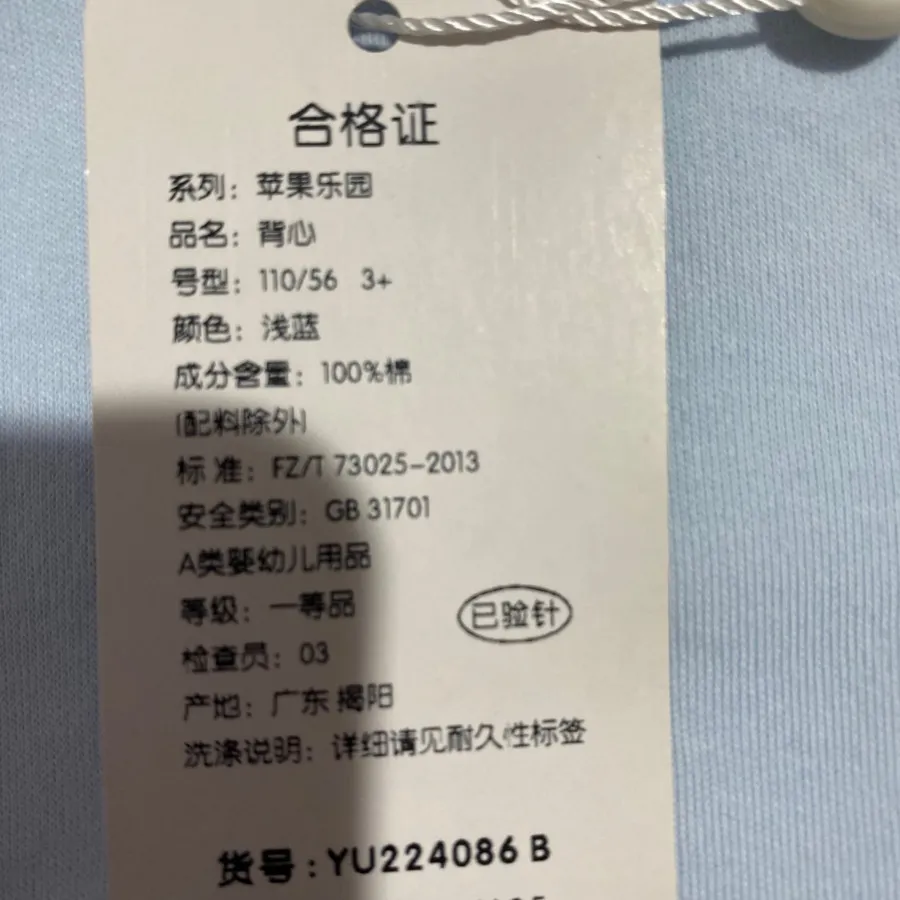 合格证
系列：苹果乐园
品名：背心
号型：110/56 3+
颜色：浅蓝
成分含量：100%棉
(配料除外)
标 准：FZ/T 73025-2013
安全类别：GB 31701
A类婴幼儿用品
等级：一等品
已验针
检查员：03
产地：广东 揭阳
洗涤说明：详细请见耐久性标签
货号：YU224086 B